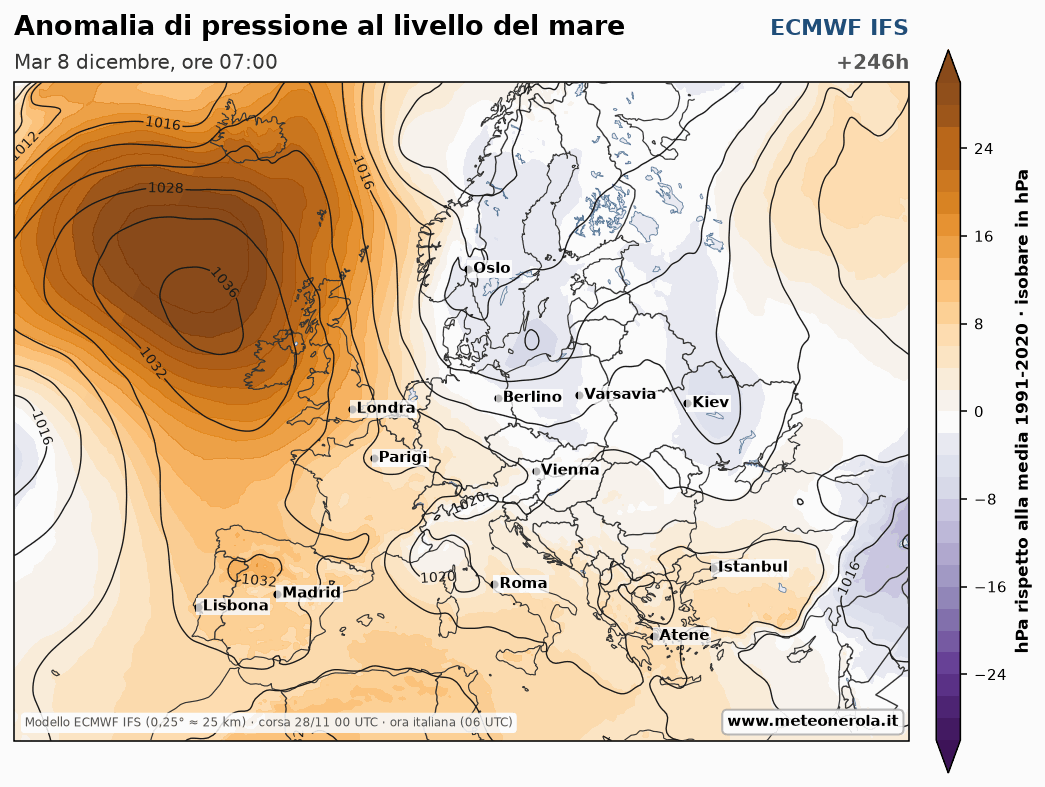 Anomalia di pressione al livello del mare
ECMWF IFS
Mar 8 dicembre, ore 07:00
+246h
1016
1012
1016
1028
1036
Oslo
1032
24
16
8
0
−8
−16
−24
hPa rispetto alla media 1991-2020 · isobare in hPa
Berlino
Varsavia
Kiev
Londra
1016
Parigi
Vienna
1020
1032
Madrid
Lisbona
1020
Roma
Istanbul
1016
Atene
Modello ECMWF IFS (0,25° ≈ 25 km) · corsa 28/11 00 UTC · ora italiana (06 UTC)
www.meteonerola.it